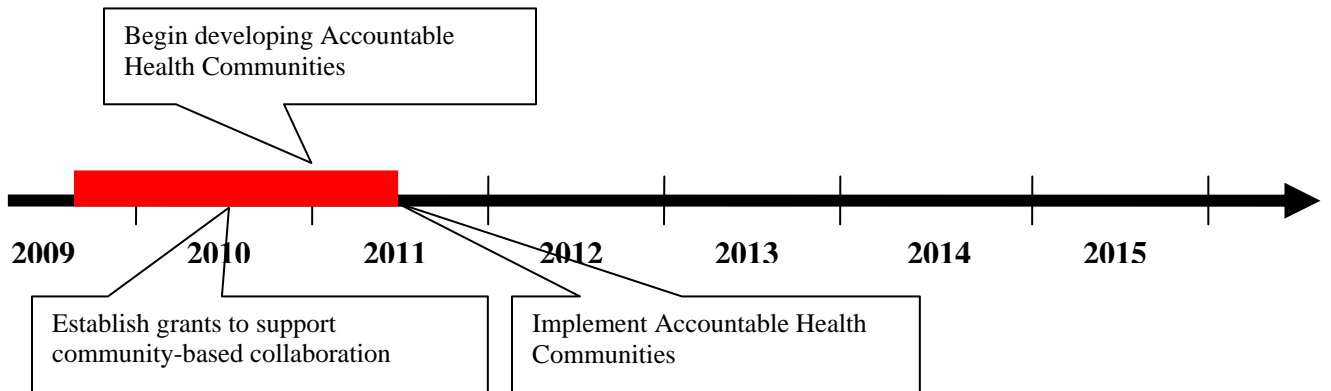 Begin developing Accountable
Health Communities
2009 2010 2011 2012 2013 2014 2015
Establish grants to support
community-based collaboration
Implement Accountable Health
Communities